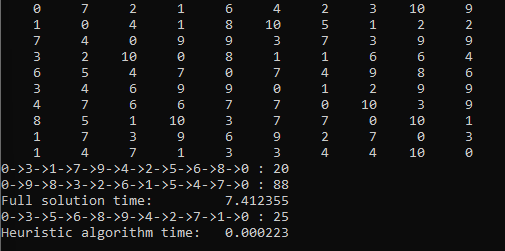 0 7 2 1 6 4 2 3 10 9
1 0 4 1 8 10 5 1 2 2
7 4 0 9 9 3 7 3 9 9
3 2 10 0 8 1 1 6 6 4
6 5 4 7 0 7 4 9 8 6
3 4 6 9 9 0 1 2 9 9
4 7 6 6 7 7 0 10 3 9
8 5 1 10 3 7 7 0 10 1
1 7 3 9 6 9 2 7 0 3
1 4 7 1 3 3 4 4 10 0
0->3->1->7->9->4->2->5->6->8->0 : 20
0->9->8->3->2->6->1->5->4->7->0 : 88
Full solution time: 7.412355
0->3->5->6->8->9->4->2->7->1->0 : 25
Heuristic algorithm time: 0.000223